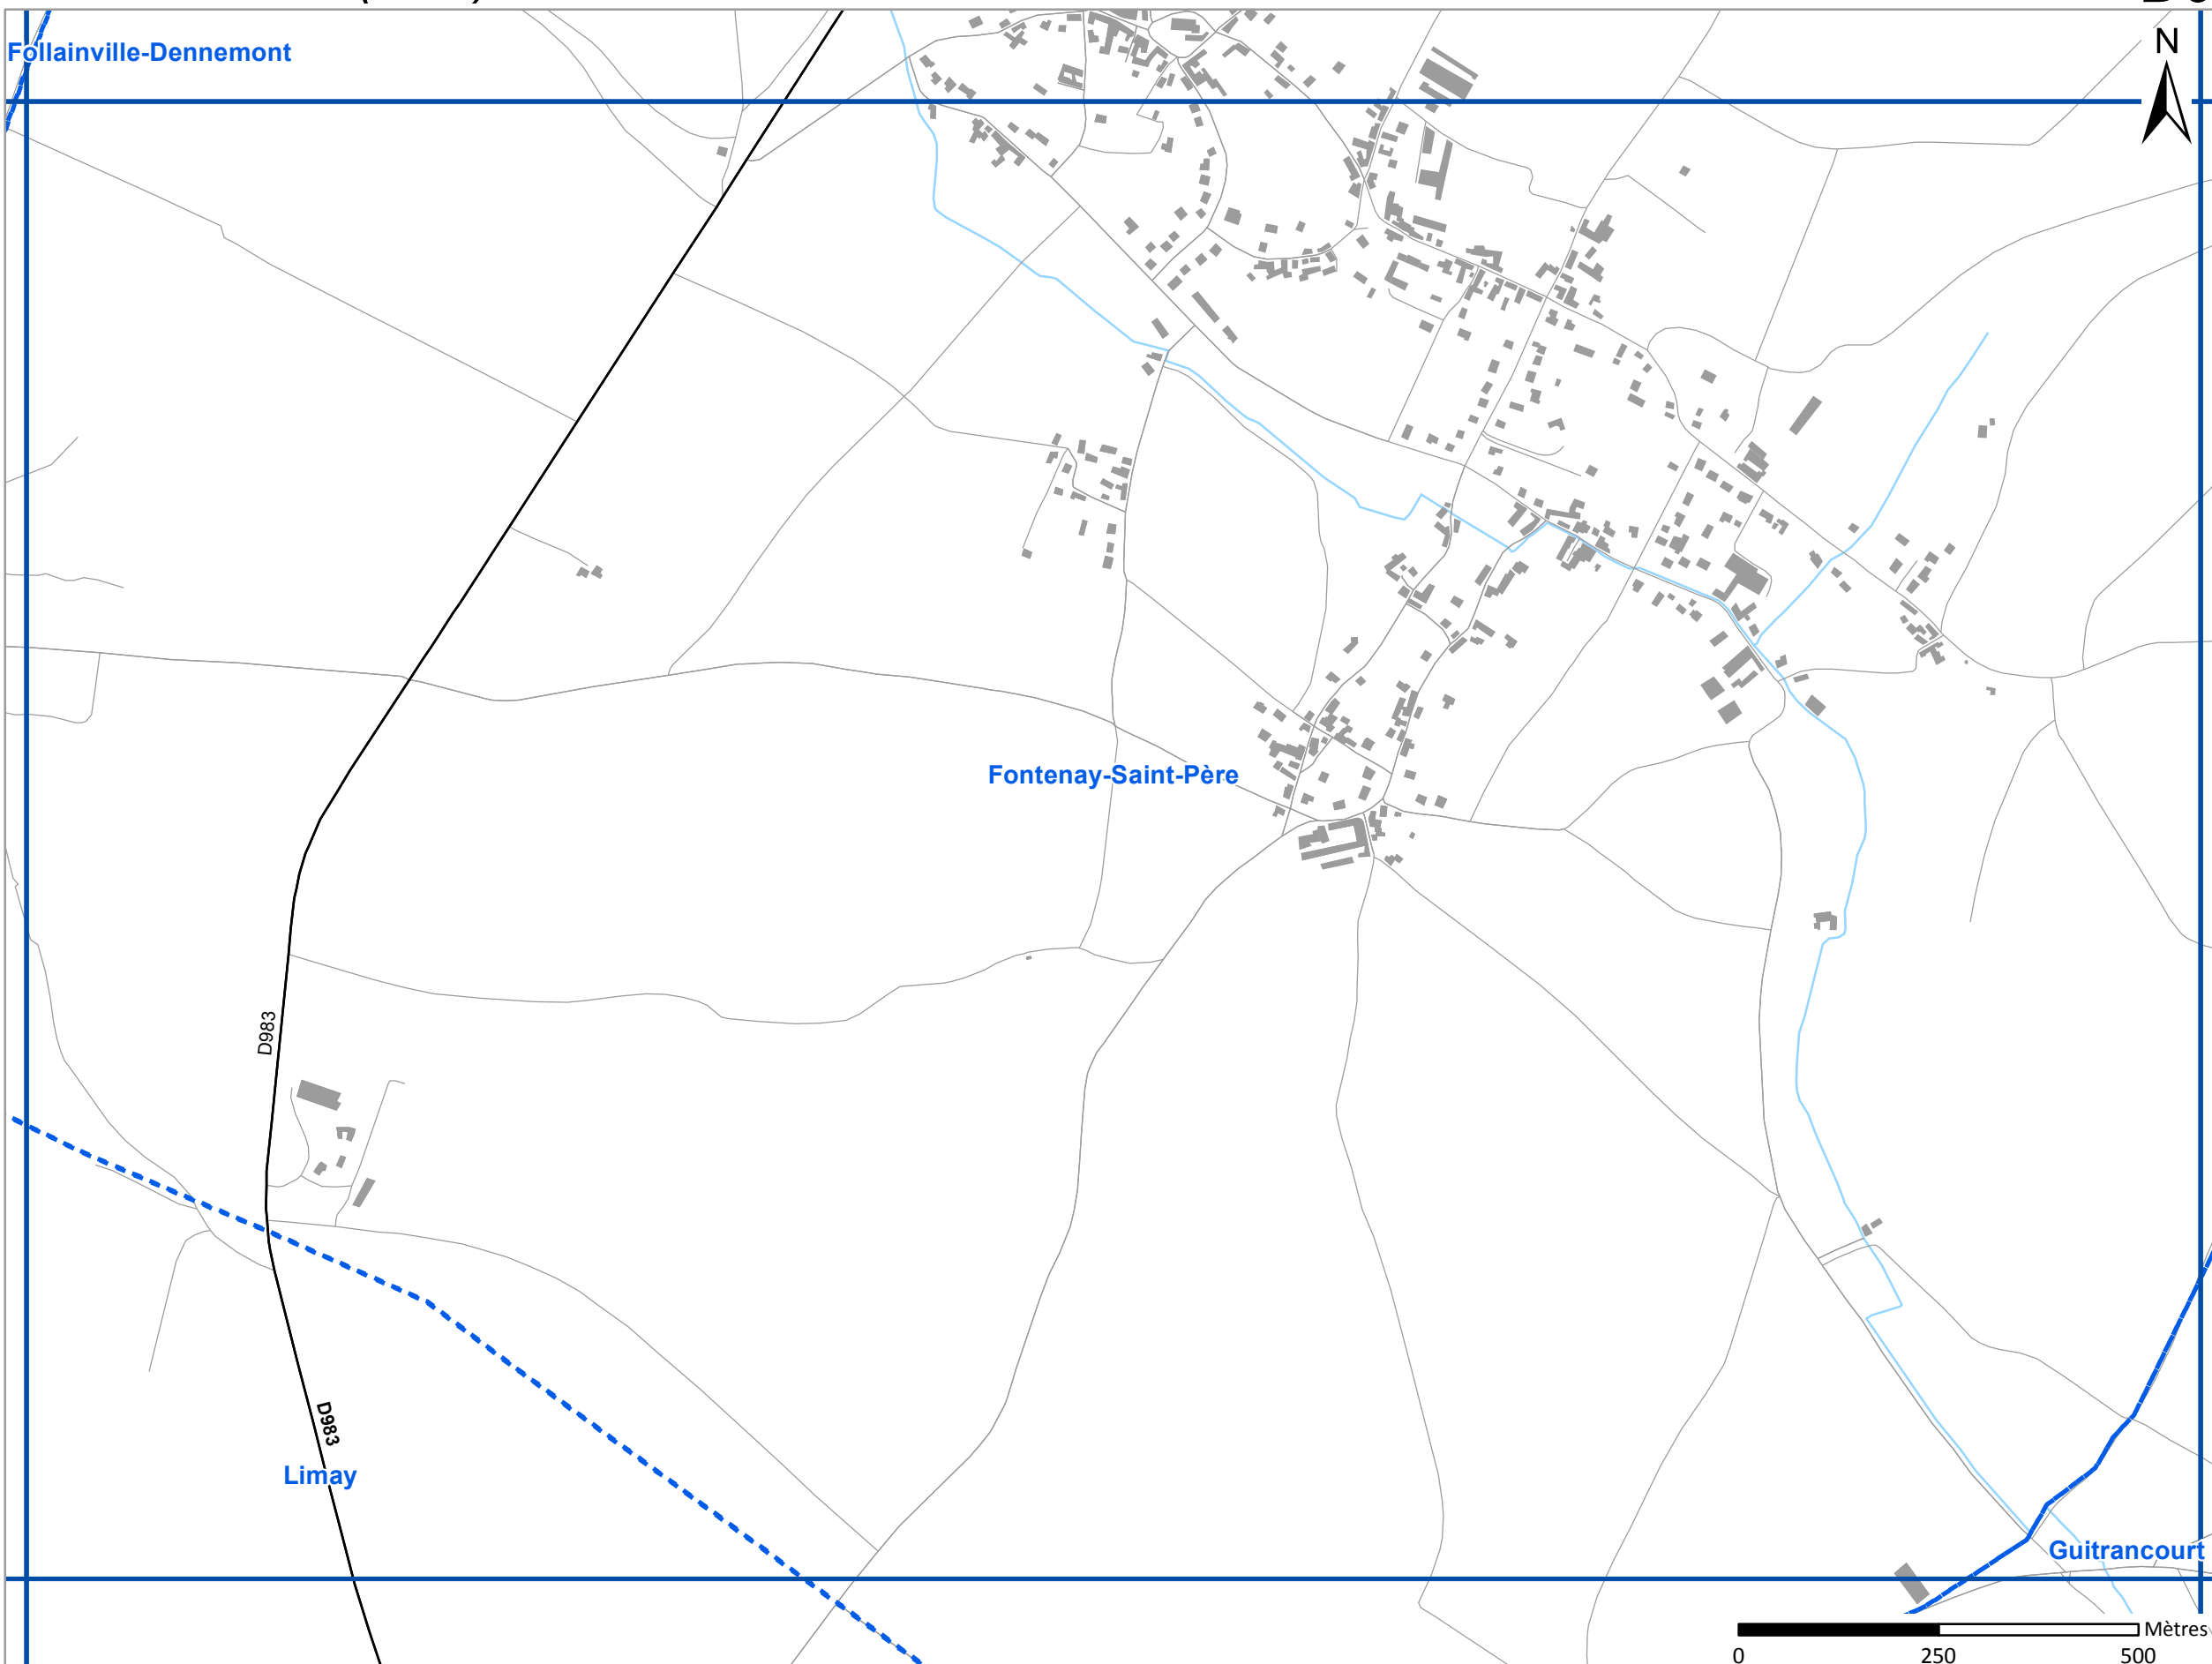 Follainville-Dennemont
N
Fontenay-Saint-Père
D983
D983
Limay
Guitrancourt
Mètres
0 250 500